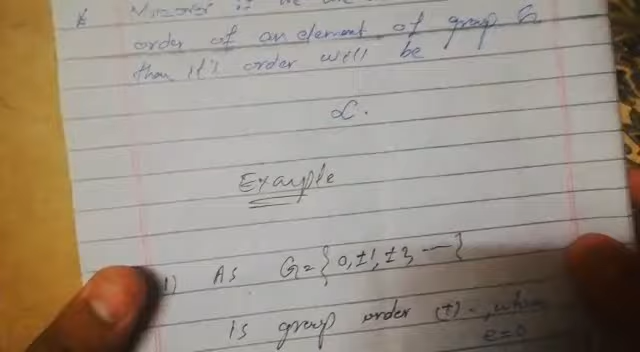 order of an element of group G
then it's order will be
∝.
Example
1) As G={0,±1,±2, ---}
is group order (+)
e=0